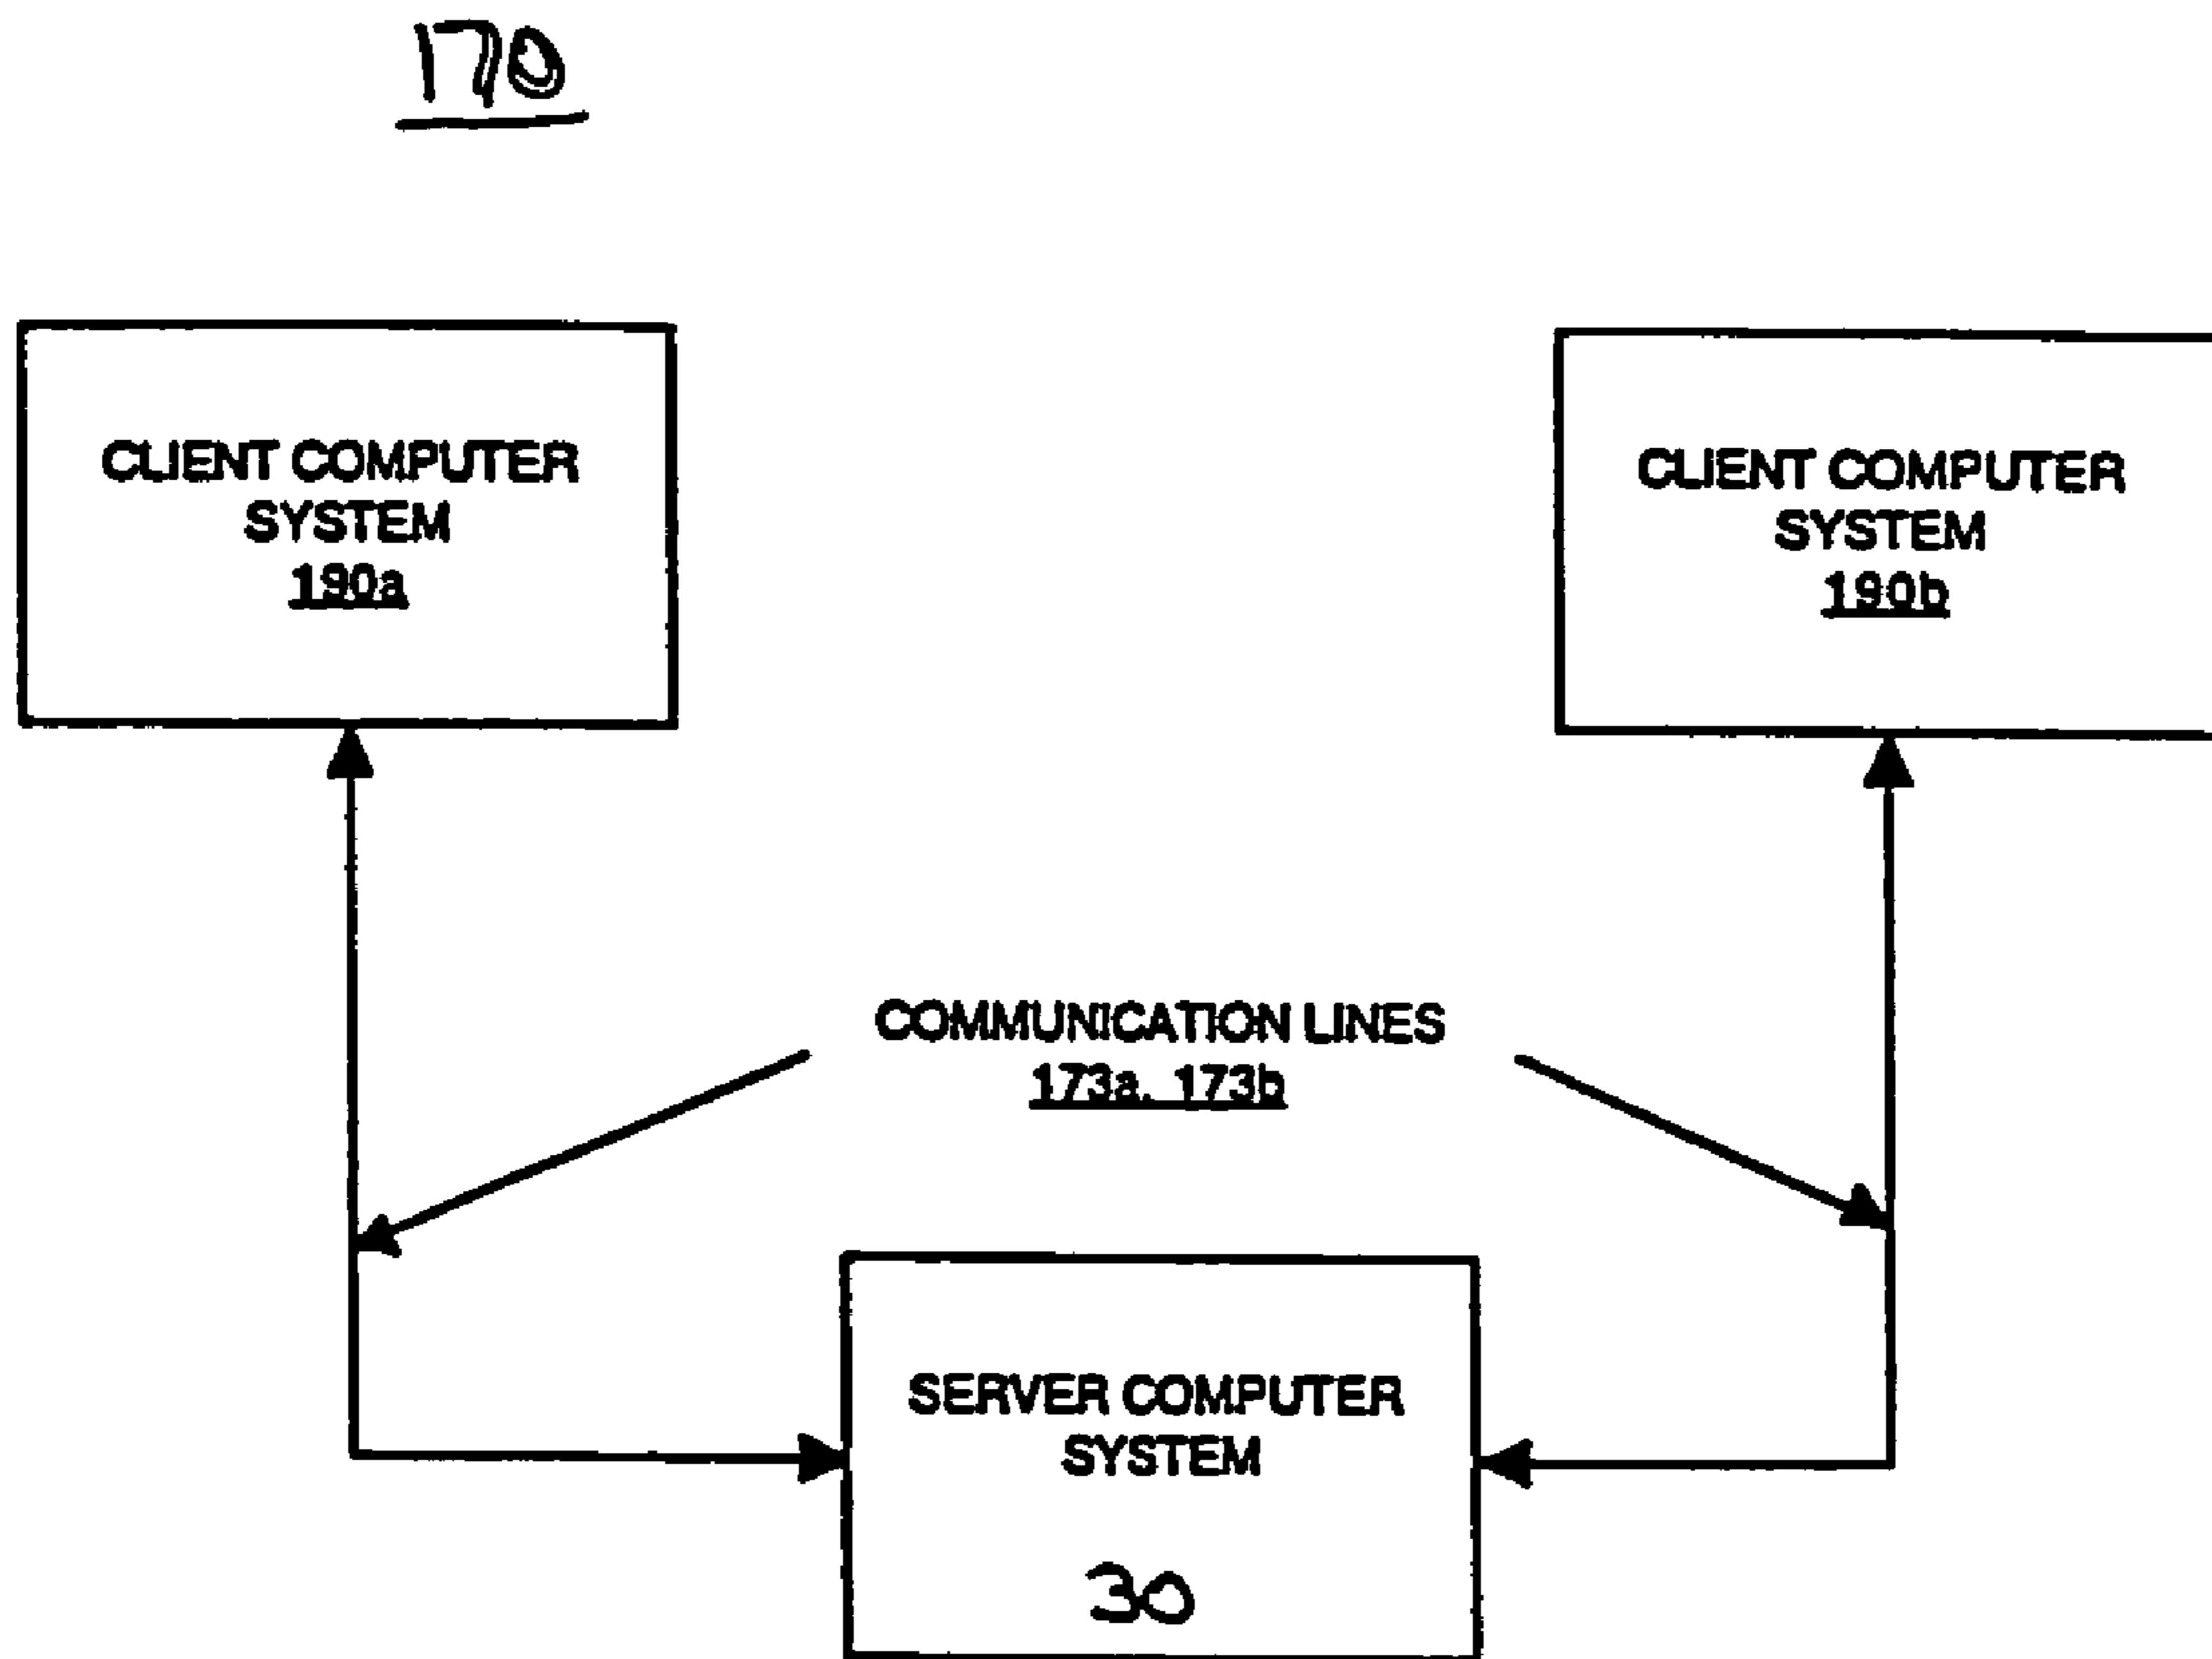 170
CLIENT COMPUTER
SYSTEM
190a
CLIENT COMPUTER
SYSTEM
190b
COMMUNICATION LINES
173a, 173b
SERVER COMPUTER
SYSTEM
30